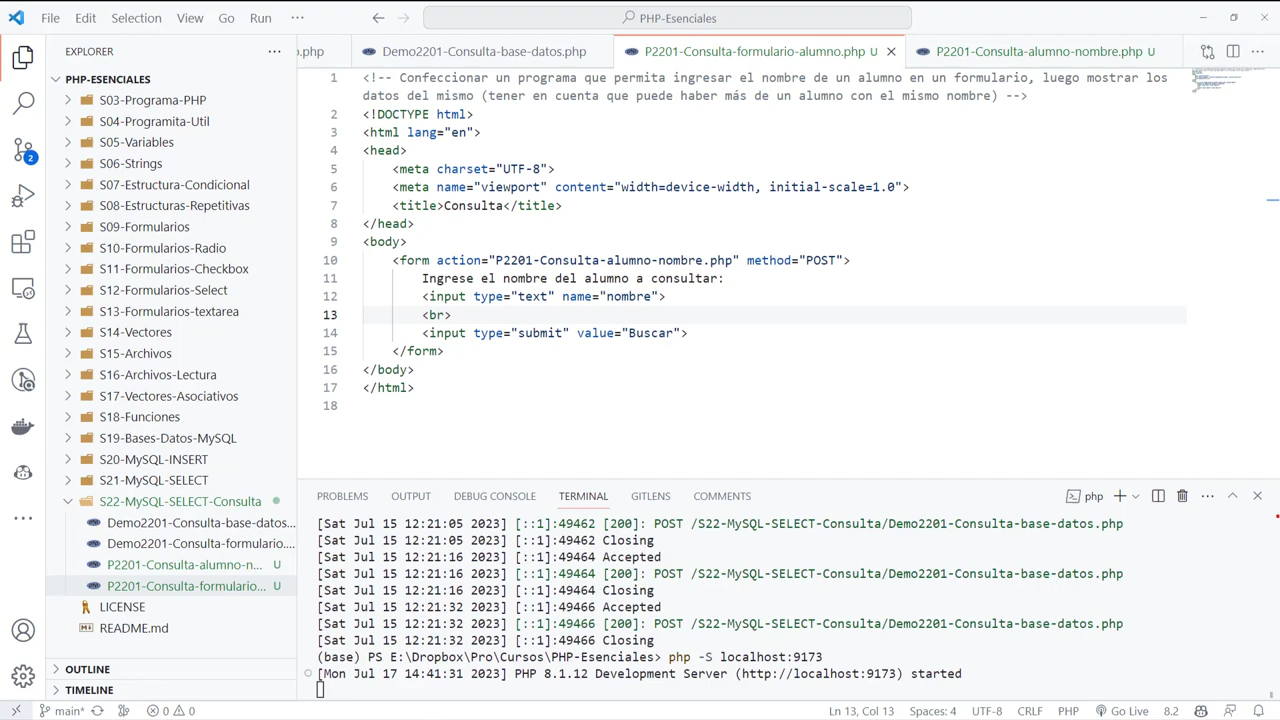 File Edit Selection View Go Run ··· PHP-Esenciales
EXPLORER ···
.php Demo2201-Consulta-base-datos.php P2201-Consulta-formulario-alumno.php U P2201-Consulta-alumno-nombre.php U ···
PHP-ESENCIALES
S03-Programa-PHP
S04-Programita-Util
S05-Variables
S06-Strings
S07-Estructura-Condicional
S08-Estructuras-Repetitivas
S09-Formularios
S10-Formularios-Radio
S11-Formularios-Checkbox
S12-Formularios-Select
S13-Formularios-textarea
S14-Vectores
S15-Archivos
S16-Archivos-Lectura
S17-Vectores-Asociativos
S18-Funciones
S19-Bases-Datos-MySQL
S20-MySQL-INSERT
S21-MySQL-SELECT
S22-MySQL-SELECT-Consulta
Demo2201-Consulta-base-datos...
Demo2201-Consulta-formulario....
P2201-Consulta-alumno-n... U
P2201-Consulta-formulario... U
LICENSE
README.md
OUTLINE
TIMELINE
2
1 <!-- Confeccionar un programa que permita ingresar el nombre de un alumno en un formulario, luego mostrar los
datos del mismo (tener en cuenta que puede haber más de un alumno con el mismo nombre) -->
2 <!DOCTYPE html>
3 <html lang="en">
4 <head>
5 <meta charset="UTF-8">
6 <meta name="viewport" content="width=device-width, initial-scale=1.0">
7 <title>Consulta</title>
8 </head>
9 <body>
10 <form action="P2201-Consulta-alumno-nombre.php" method="POST">
11 Ingrese el nombre del alumno a consultar:
12 <input type="text" name="nombre">
13 <br>
14 <input type="submit" value="Buscar">
15 </form>
16 </body>
17 </html>
18
PROBLEMS OUTPUT DEBUG CONSOLE TERMINAL GITLENS COMMENTS php ···
[Sat Jul 15 12:21:05 2023] [::1]:49462 [200]: POST /S22-MySQL-SELECT-Consulta/Demo2201-Consulta-base-datos.php
[Sat Jul 15 12:21:05 2023] [::1]:49462 Closing
[Sat Jul 15 12:21:16 2023] [::1]:49464 Accepted
[Sat Jul 15 12:21:16 2023] [::1]:49464 [200]: POST /S22-MySQL-SELECT-Consulta/Demo2201-Consulta-base-datos.php
[Sat Jul 15 12:21:16 2023] [::1]:49464 Closing
[Sat Jul 15 12:21:32 2023] [::1]:49466 Accepted
[Sat Jul 15 12:21:32 2023] [::1]:49466 [200]: POST /S22-MySQL-SELECT-Consulta/Demo2201-Consulta-base-datos.php
[Sat Jul 15 12:21:32 2023] [::1]:49466 Closing
(base) PS E:\Dropbox\Pro\Cursos\PHP-Esenciales> php -S localhost:9173
[Mon Jul 17 14:41:31 2023] PHP 8.1.12 Development Server (http://localhost:9173) started
main* 0 0 Ln 13, Col 13 Spaces: 4 UTF-8 CRLF PHP Go Live 8.2